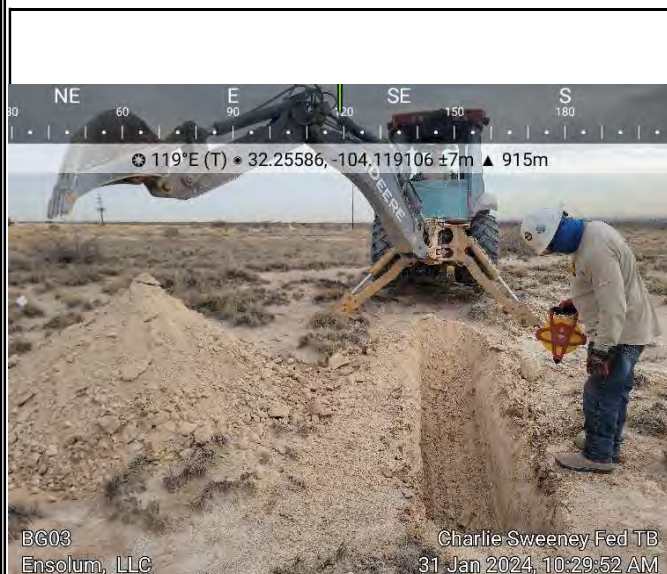 NE E SE S
30 60 90 120 150 180
119°E (T) ● 32.25586, -104.119106 ±7m ▲ 915m
DEERE
BG03
Ensolum, LLC
Charlie Sweeney Fed TB
31 Jan 2024, 10:29:52 AM